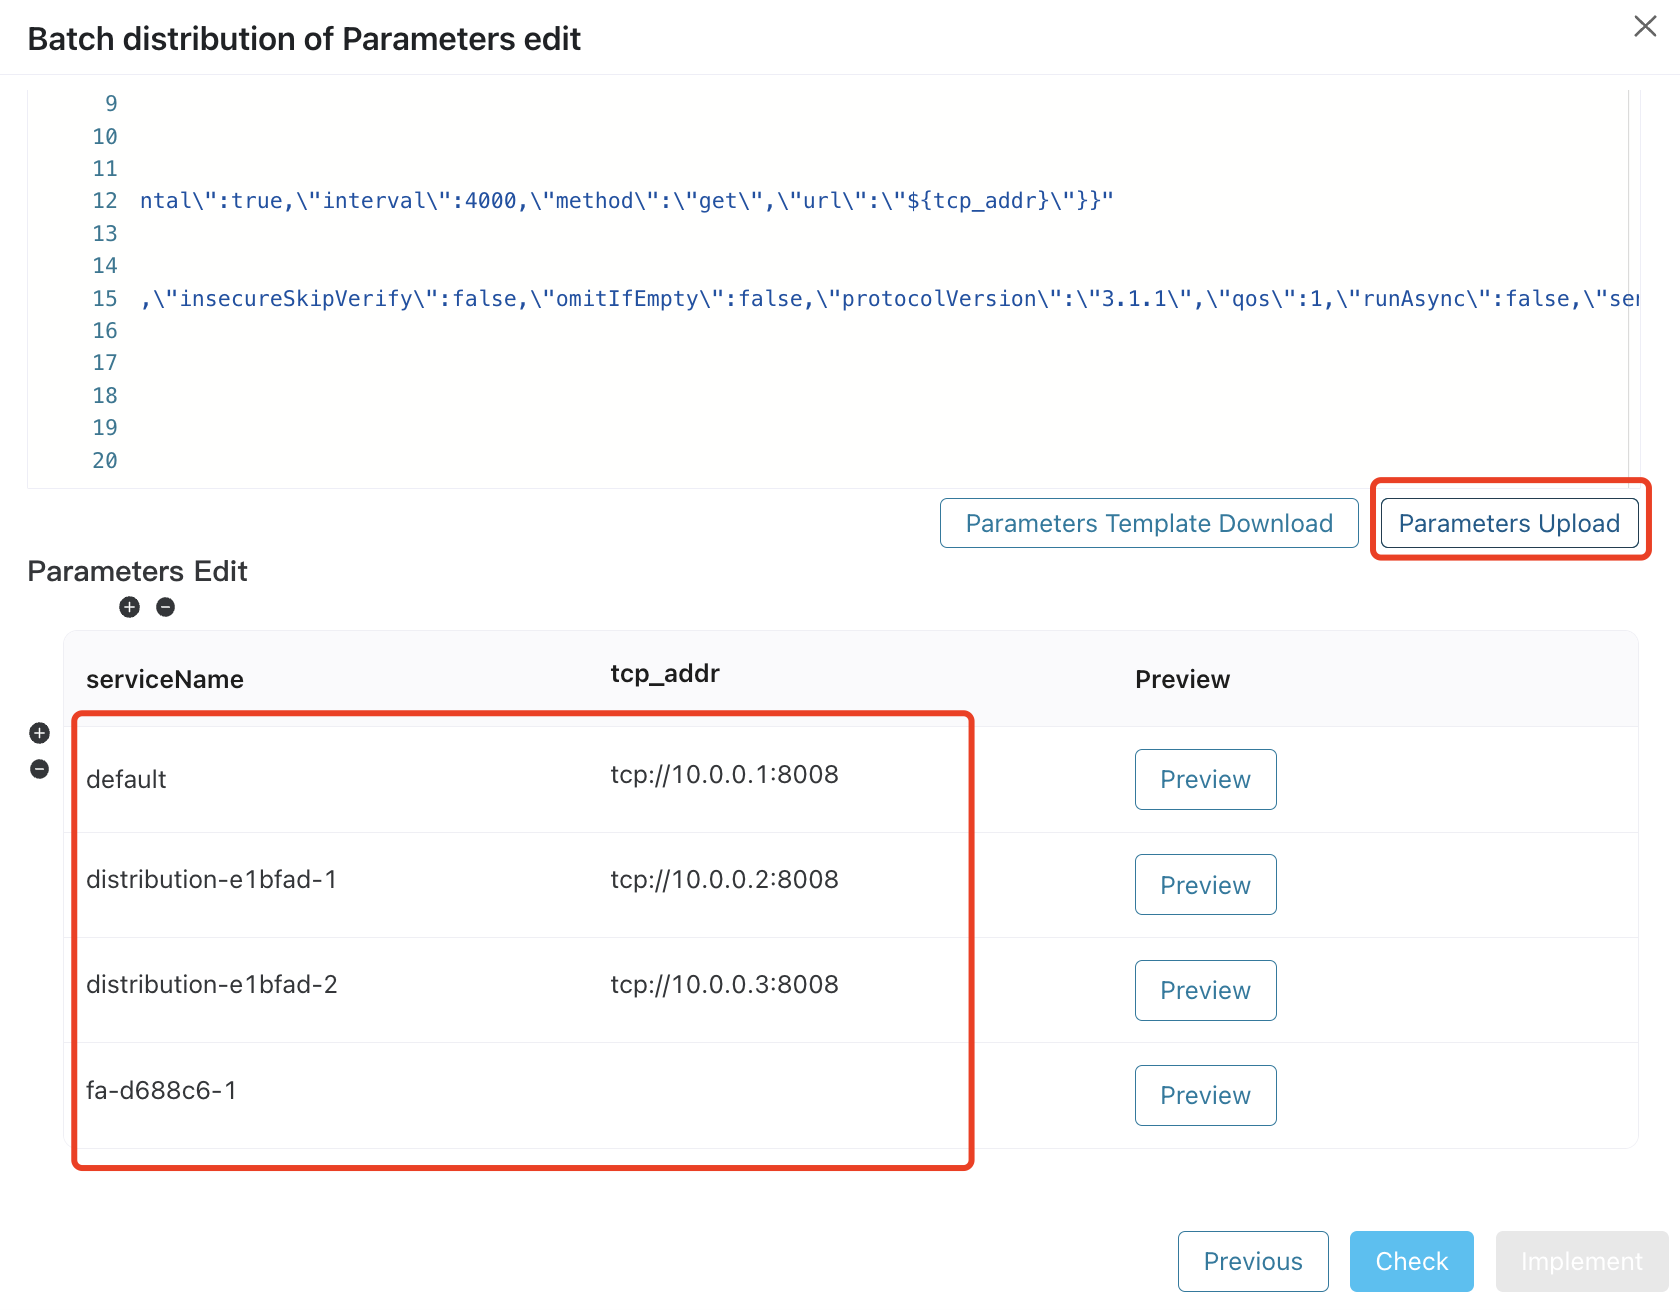 Batch distribution of Parameters edit
9
10
11
12 ntal\":true,\"interval\":4000,\"method\":\"get\",\"url\":\"${tcp_addr}\"}}"
13
14
15 ,\"insecureSkipVerify\":false,\"omitIfEmpty\":false,\"protocolVersion\":\"3.1.1\",\"qos\":1,\"runAsync\":false,\"ser
16
17
18
19
20
Parameters Template Download Parameters Upload
Parameters Edit
serviceName tcp_addr Preview
default tcp://10.0.0.1:8008 Preview
distribution-e1bfad-1 tcp://10.0.0.2:8008 Preview
distribution-e1bfad-2 tcp://10.0.0.3:8008 Preview
fa-d688c6-1 Preview
Previous Check Implement